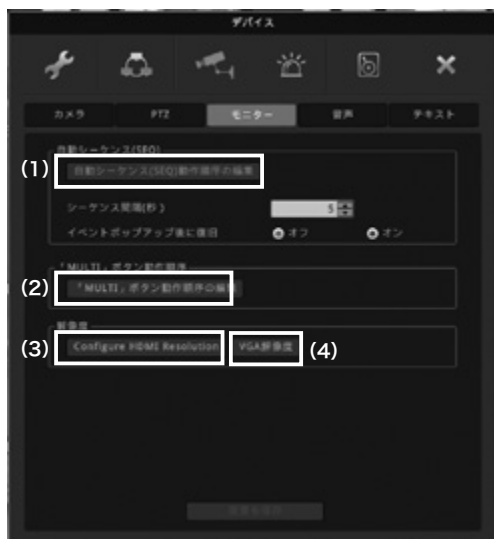 デバイス
カメラ PTZ モニター 音声 テキスト
自動シーケンス(SEQ)
(1) 自動シーケンス(SEQ)動作順序の編集
シーケンス間隔(秒) 5
イベントポップアップ後に復旧 オフ オン
「MULTI」ボタン動作順序
(2) 「MULTI」ボタン動作順序の編集
解像度
(3) Configure HDMI Resolution VGA解像度 (4)